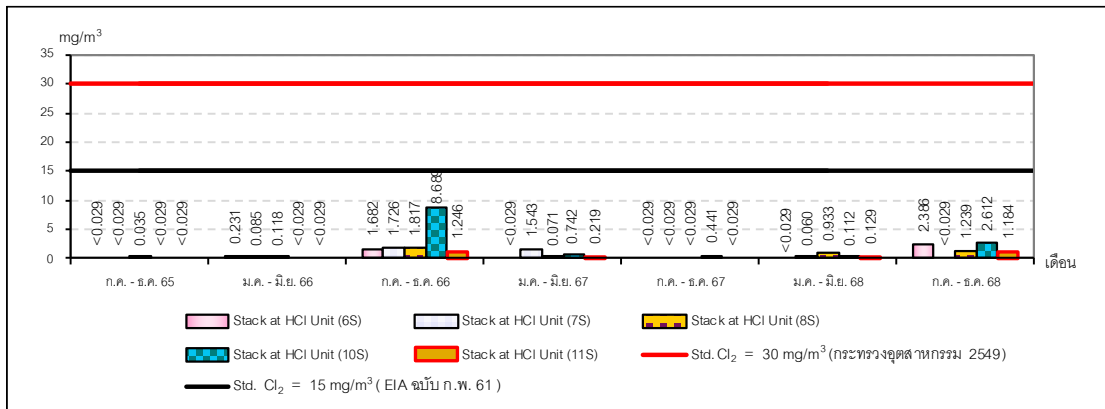 mg/m³
35
30
25
20
15
10
5
0
<0.029 <0.029 0.035 <0.029 <0.029
0.231 0.085 0.118 <0.029 <0.029
1.682 1.726 1.817 8.689 1.246
<0.029 1.543 0.071 0.742 0.219
<0.029 <0.029 <0.029 0.441 <0.029
<0.029 0.060 0.933 0.112 0.129
2.386 <0.029 1.239 2.612 1.184
ก.ค. - ธ.ค. 65 ม.ค. - มิ.ย. 66 ก.ค. - ธ.ค. 66 ม.ค. - มิ.ย. 67 ก.ค. - ธ.ค. 67 ม.ค. - มิ.ย. 68 ก.ค. - ธ.ค. 68
เดือน
Stack at HCl Unit (6S) Stack at HCl Unit (7S) Stack at HCl Unit (8S)
Stack at HCl Unit (10S) Stack at HCl Unit (11S) Std. Cl₂ = 30 mg/m³ (กระทรวงอุตสาหกรรม 2549)
Std. Cl₂ = 15 mg/m³ ( EIA ฉบับ ก.พ. 61 )